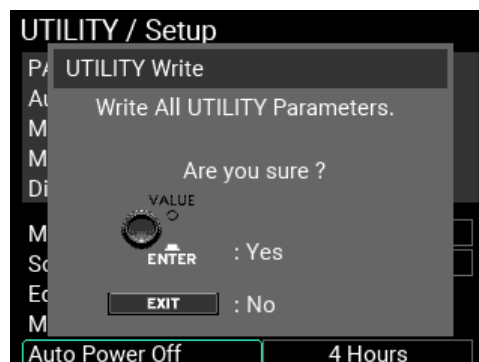 UTILITY / Setup
UTILITY Write
Write All UTILITY Parameters.
Are you sure ?
VALUE
ENTER : Yes
EXIT : No
Auto Power Off 4 Hours